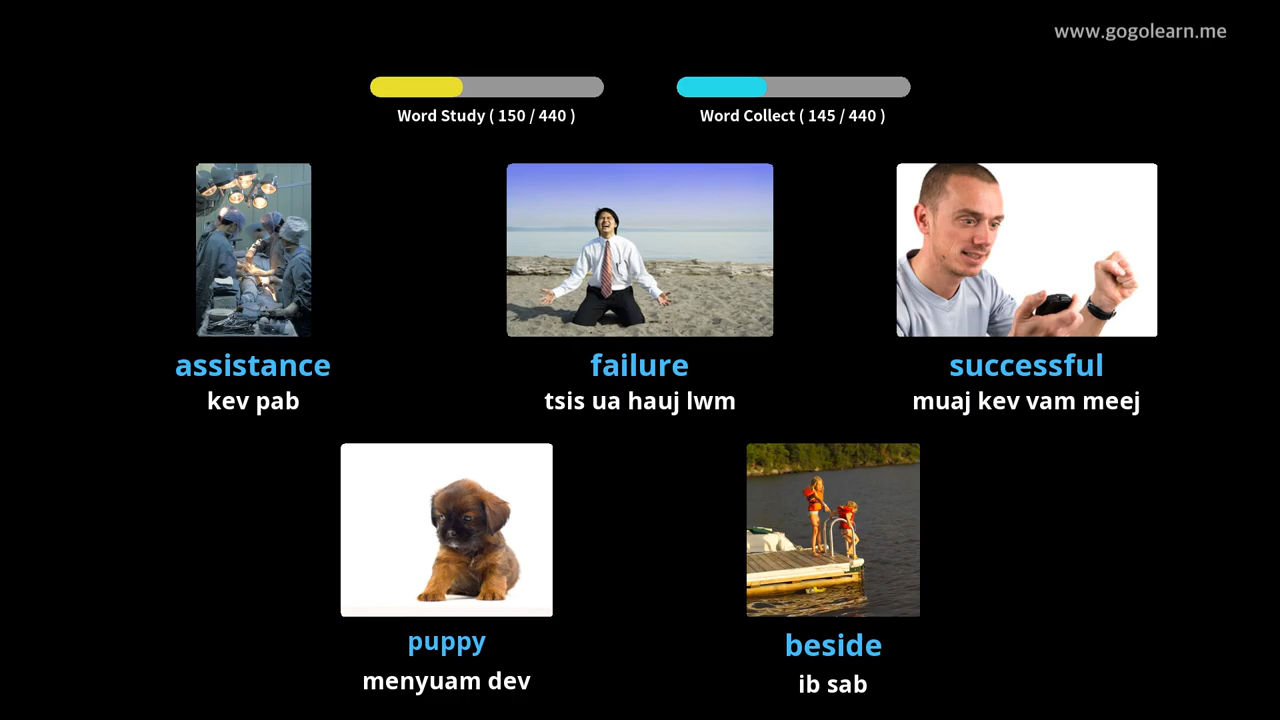 www.gogolearn.me
Word Study ( 150 / 440 )
Word Collect ( 145 / 440 )
assistance
kev pab
failure
tsis ua hauj lwm
successful
muaj kev vam meej
puppy
menyuam dev
beside
ib sab